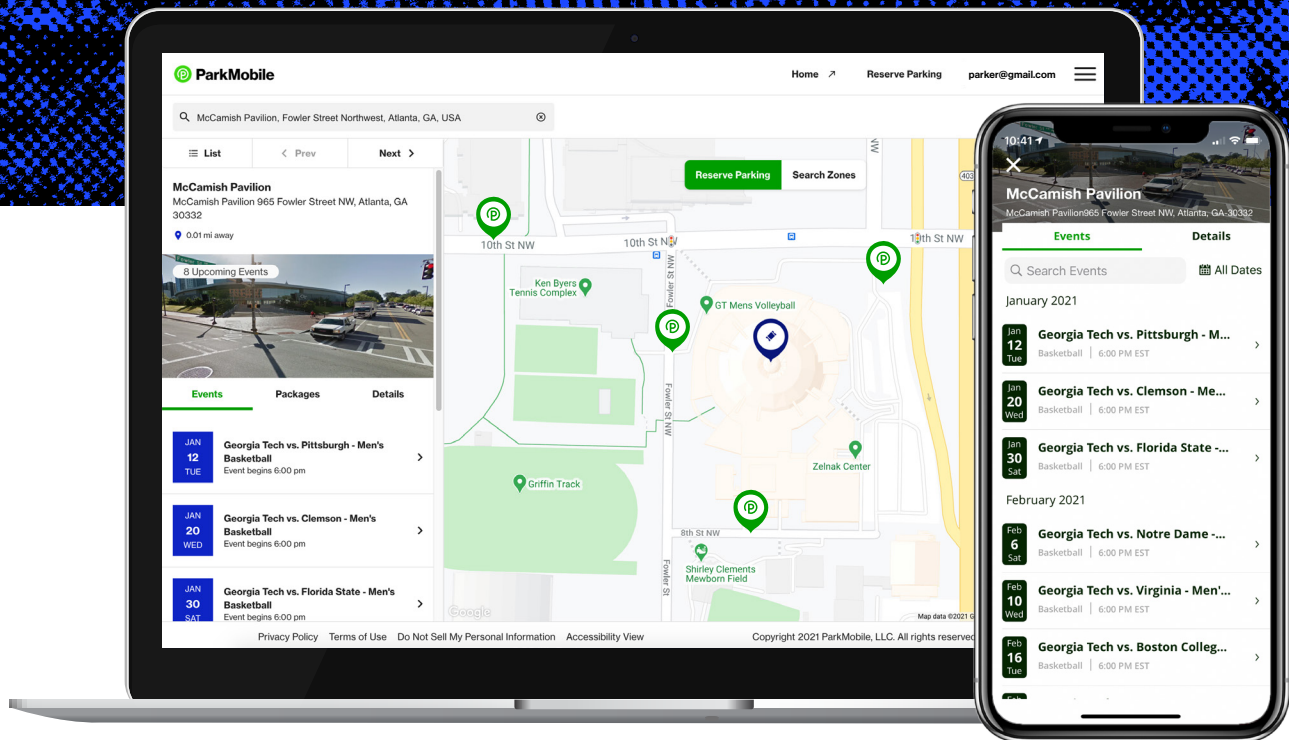 ParkMobile
Home ↗ Reserve Parking parker@gmail.com
McCamish Pavilion, Fowler Street Northwest, Atlanta, GA, USA
List < Prev Next >
McCamish Pavilion
McCamish Pavilion 965 Fowler Street NW, Atlanta, GA
30332
0.01 mi away
8 Upcoming Events
Events Packages Details
JAN
12
TUE
Georgia Tech vs. Pittsburgh - Men's
Basketball
Event begins 6:00 pm
JAN
20
WED
Georgia Tech vs. Clemson - Men's
Basketball
Event begins 6:00 pm
JAN
30
SAT
Georgia Tech vs. Florida State - Men's
Basketball
Event begins 6:00 pm
Reserve Parking Search Zones
NW
403
10th St NW
10th St NW
10th St NW
Fowler St NW
Ken Byers
Tennis Complex
GT Mens Volleyball
Fowler St NW
Zelnak Center
Griffin Track
8th St NW
Shirley Clements
Mewborn Field
Fowler St
Google
Map data ©2021 G
Privacy Policy Terms of Use Do Not Sell My Personal Information Accessibility View
Copyright 2021 ParkMobile, LLC. All rights reserved
10:41
McCamish Pavilion
McCamish Pavilion965 Fowler Street NW, Atlanta, GA-30332
Events Details
Search Events All Dates
January 2021
Jan
12
Tue
Georgia Tech vs. Pittsburgh - M...
Basketball | 6:00 PM EST
Jan
20
Wed
Georgia Tech vs. Clemson - Me...
Basketball | 6:00 PM EST
Jan
30
Sat
Georgia Tech vs. Florida State -...
Basketball | 6:00 PM EST
February 2021
Feb
6
Sat
Georgia Tech vs. Notre Dame -...
Basketball | 6:00 PM EST
Feb
10
Wed
Georgia Tech vs. Virginia - Men'...
Basketball | 6:00 PM EST
Feb
16
Tue
Georgia Tech vs. Boston Colleg...
Basketball | 6:00 PM EST
Feb